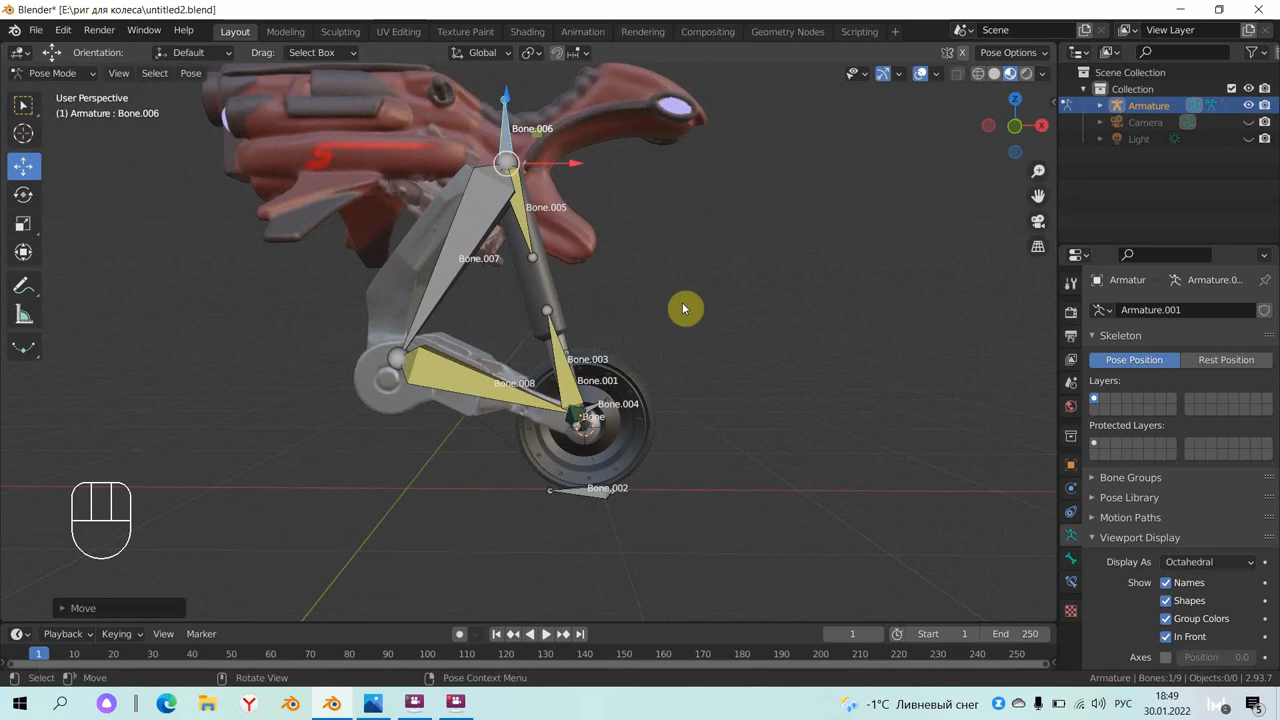 Blender* [E:\риг для колеса\untitled2.blend]
File Edit Render Window Help Layout Modeling Sculpting UV Editing Texture Paint Shading Animation Rendering Compositing Geometry Nodes Scripting + Scene View Layer
Orientation: Default Drag: Select Box Global Pose Options
Pose Mode View Select Pose
User Perspective
(1) Armature : Bone.006
Scene Collection
Collection
Armature
Camera
Light
Z
X
Bone.006
Bone.005
Bone.007
Bone.003
Bone.001
Bone.008
Bone.004
Bone
Bone.002
Armatur Armature.0...
Armature.001
Skeleton
Pose Position Rest Position
Layers:
Protected Layers:
Bone Groups
Pose Library
Motion Paths
Viewport Display
Display As Octahedral
Show Names
Shapes
Group Colors
In Front
Axes Position 0.0
Move
Playback Keying View Marker 1 Start 1 End 250
1 10 20 30 40 50 60 70 80 90 100 110 120 130 140 150 160 170 180 190 200 210 220 230 240 250
Select Move Rotate View Pose Context Menu Armature | Bones:1/9 | Objects:0/0 | 2.93.7
-1°C Ливневый снег РУС 18:49 30.01.2022 5